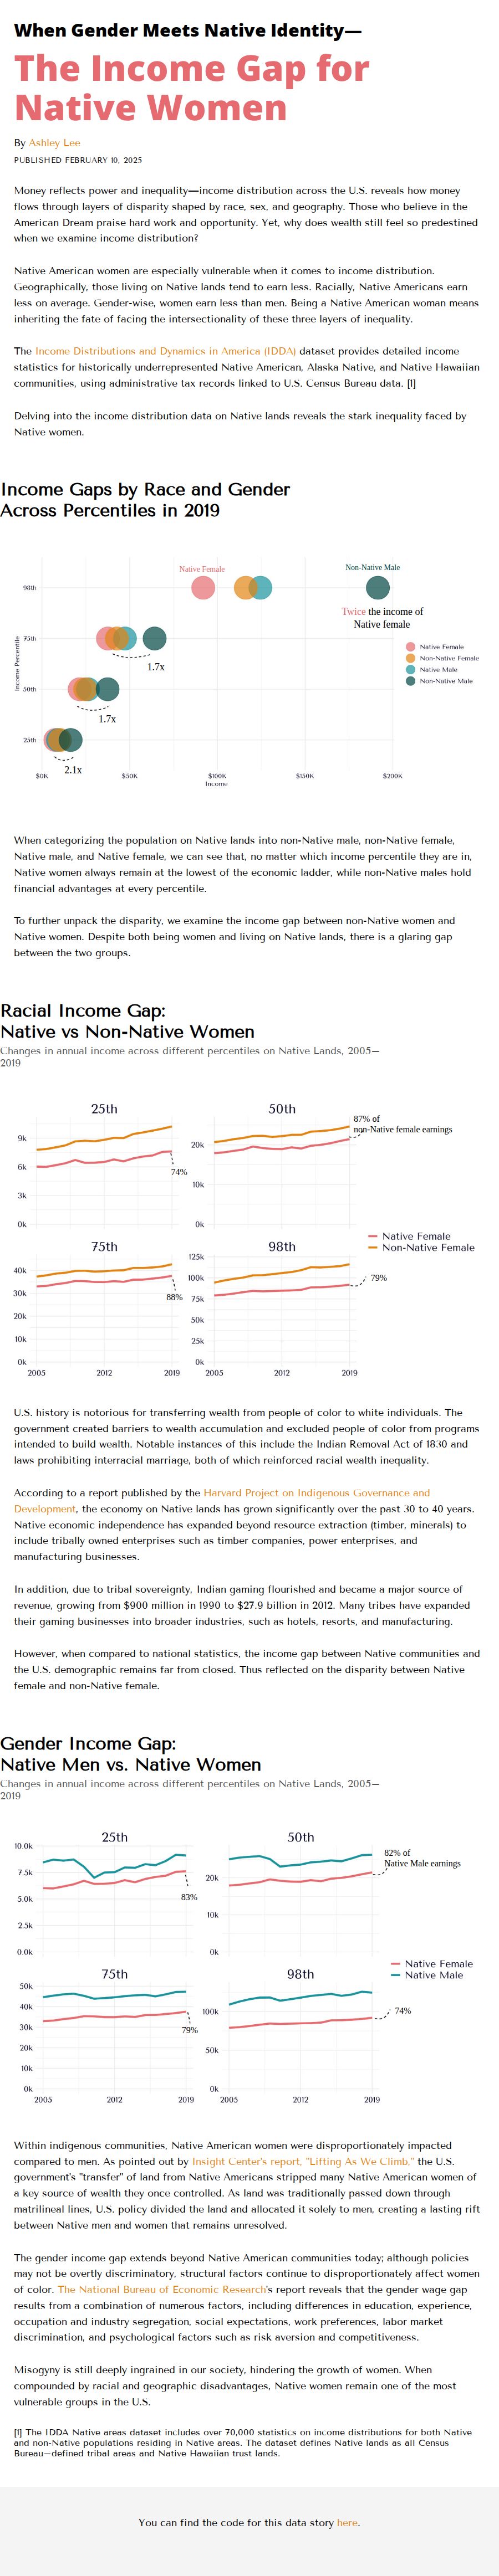 When Gender Meets Native Identity—
The Income Gap for
Native Women
By Ashley Lee
PUBLISHED FEBRUARY 10, 2025
Money reflects power and inequality—income distribution across the U.S. reveals how money
flows through layers of disparity shaped by race, sex, and geography. Those who believe in the
American Dream praise hard work and opportunity. Yet, why does wealth still feel so predestined
when we examine income distribution?
Native American women are especially vulnerable when it comes to income distribution.
Geographically, those living on Native lands tend to earn less. Racially, Native Americans earn
less on average. Gender-wise, women earn less than men. Being a Native American woman means
inheriting the fate of facing the intersectionality of these three layers of inequality.
The Income Distributions and Dynamics in America (IDDA) dataset provides detailed income
statistics for historically underrepresented Native American, Alaska Native, and Native Hawaiian
communities, using administrative tax records linked to U.S. Census Bureau data. [1]
Delving into the income distribution data on Native lands reveals the stark inequality faced by
Native women.
Income Gaps by Race and Gender
Across Percentiles in 2019
Native Female
Non-Native Male
98th
Twice the income of
Native female
75th
1.7x
Native Female
Non-Native Female
Native Male
Non-Native Male
Income Percentile
50th
1.7x
25th
2.1x
$0K
$50K
$100K
$150K
$200K
Income
When categorizing the population on Native lands into non-Native male, non-Native female,
Native male, and Native female, we can see that, no matter which income percentile they are in,
Native women always remain at the lowest of the economic ladder, while non-Native males hold
financial advantages at every percentile.
To further unpack the disparity, we examine the income gap between non-Native women and
Native women. Despite both being women and living on Native lands, there is a glaring gap
between the two groups.
Racial Income Gap:
Native vs Non-Native Women
Changes in annual income across different percentiles on Native Lands, 2005–
2019
25th
9k
6k
3k
0k
74%
50th
20k
10k
0k
87% of
non-Native female earnings
75th
40k
30k
20k
10k
0k
88%
2005
2012
2019
98th
125k
100k
75k
50k
25k
0k
79%
2005
2012
2019
Native Female
Non-Native Female
U.S. history is notorious for transferring wealth from people of color to white individuals. The
government created barriers to wealth accumulation and excluded people of color from programs
intended to build wealth. Notable instances of this include the Indian Removal Act of 1830 and
laws prohibiting interracial marriage, both of which reinforced racial wealth inequality.
According to a report published by the Harvard Project on Indigenous Governance and
Development, the economy on Native lands has grown significantly over the past 30 to 40 years.
Native economic independence has expanded beyond resource extraction (timber, minerals) to
include tribally owned enterprises such as timber companies, power enterprises, and
manufacturing businesses.
In addition, due to tribal sovereignty, Indian gaming flourished and became a major source of
revenue, growing from $900 million in 1990 to $27.9 billion in 2012. Many tribes have expanded
their gaming businesses into broader industries, such as hotels, resorts, and manufacturing.
However, when compared to national statistics, the income gap between Native communities and
the U.S. demographic remains far from closed. Thus reflected on the disparity between Native
female and non-Native female.
Gender Income Gap:
Native Men vs. Native Women
Changes in annual income across different percentiles on Native Lands, 2005–
2019
25th
10.0k
7.5k
5.0k
2.5k
0.0k
83%
50th
20k
10k
0k
82% of
Native Male earnings
75th
50k
40k
30k
20k
10k
0k
79%
2005
2012
2019
98th
100k
50k
0k
74%
2005
2012
2019
Native Female
Native Male
Within indigenous communities, Native American women were disproportionately impacted
compared to men. As pointed out by Insight Center's report, "Lifting As We Climb," the U.S.
government's "transfer" of land from Native Americans stripped many Native American women of
a key source of wealth they once controlled. As land was traditionally passed down through
matrilineal lines, U.S. policy divided the land and allocated it solely to men, creating a lasting rift
between Native men and women that remains unresolved.
The gender income gap extends beyond Native American communities today; although policies
may not be overtly discriminatory, structural factors continue to disproportionately affect women
of color. The National Bureau of Economic Research's report reveals that the gender wage gap
results from a combination of numerous factors, including differences in education, experience,
occupation and industry segregation, social expectations, work preferences, labor market
discrimination, and psychological factors such as risk aversion and competitiveness.
Misogyny is still deeply ingrained in our society, hindering the growth of women. When
compounded by racial and geographic disadvantages, Native women remain one of the most
vulnerable groups in the U.S.
[1] The IDDA Native areas dataset includes over 70,000 statistics on income distributions for both Native
and non-Native populations residing in Native areas. The dataset defines Native lands as all Census
Bureau-defined tribal areas and Native Hawaiian trust lands.
You can find the code for this data story here.